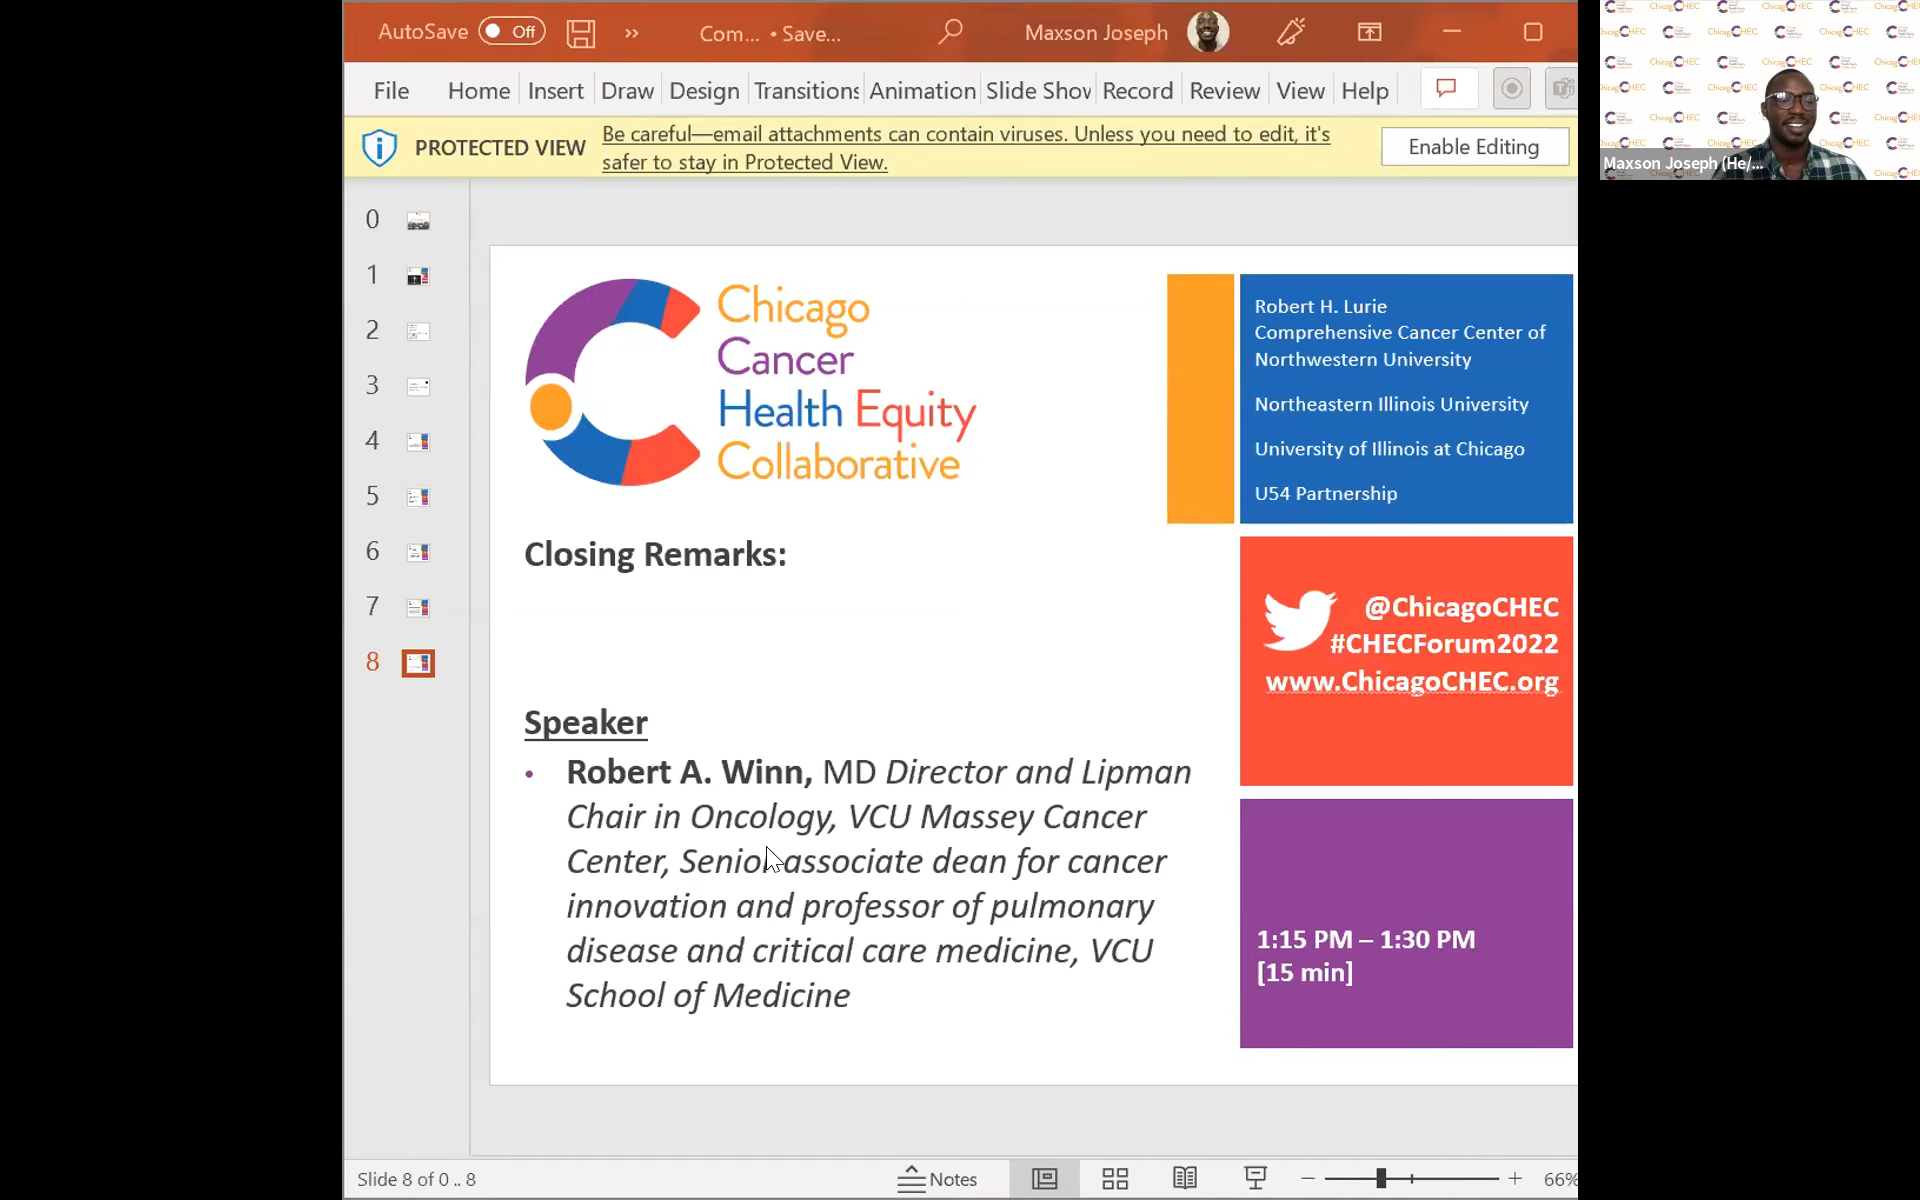 AutoSave Off Com... • Save... Maxson Joseph
File Home Insert Draw Design Transitions Animation Slide Shov Record Review View Help
PROTECTED VIEW
Be careful—email attachments can contain viruses. Unless you need to edit, it's
safer to stay in Protected View.
Enable Editing
0
1
2
3
4
5
6
7
8
Chicago
Cancer
Health Equity
Collaborative
Robert H. Lurie
Comprehensive Cancer Center of
Northwestern University
Northeastern Illinois University
University of Illinois at Chicago
U54 Partnership
Closing Remarks:
@ChicagoCHEC
#CHECForum2022
www.ChicagoCHEC.org
Speaker
• Robert A. Winn, MD Director and Lipman
Chair in Oncology, VCU Massey Cancer
Center, Senior associate dean for cancer
innovation and professor of pulmonary
disease and critical care medicine, VCU
School of Medicine
1:15 PM – 1:30 PM
[15 min]
Slide 8 of 0 .. 8
Notes
66%
Maxson Joseph (He/...